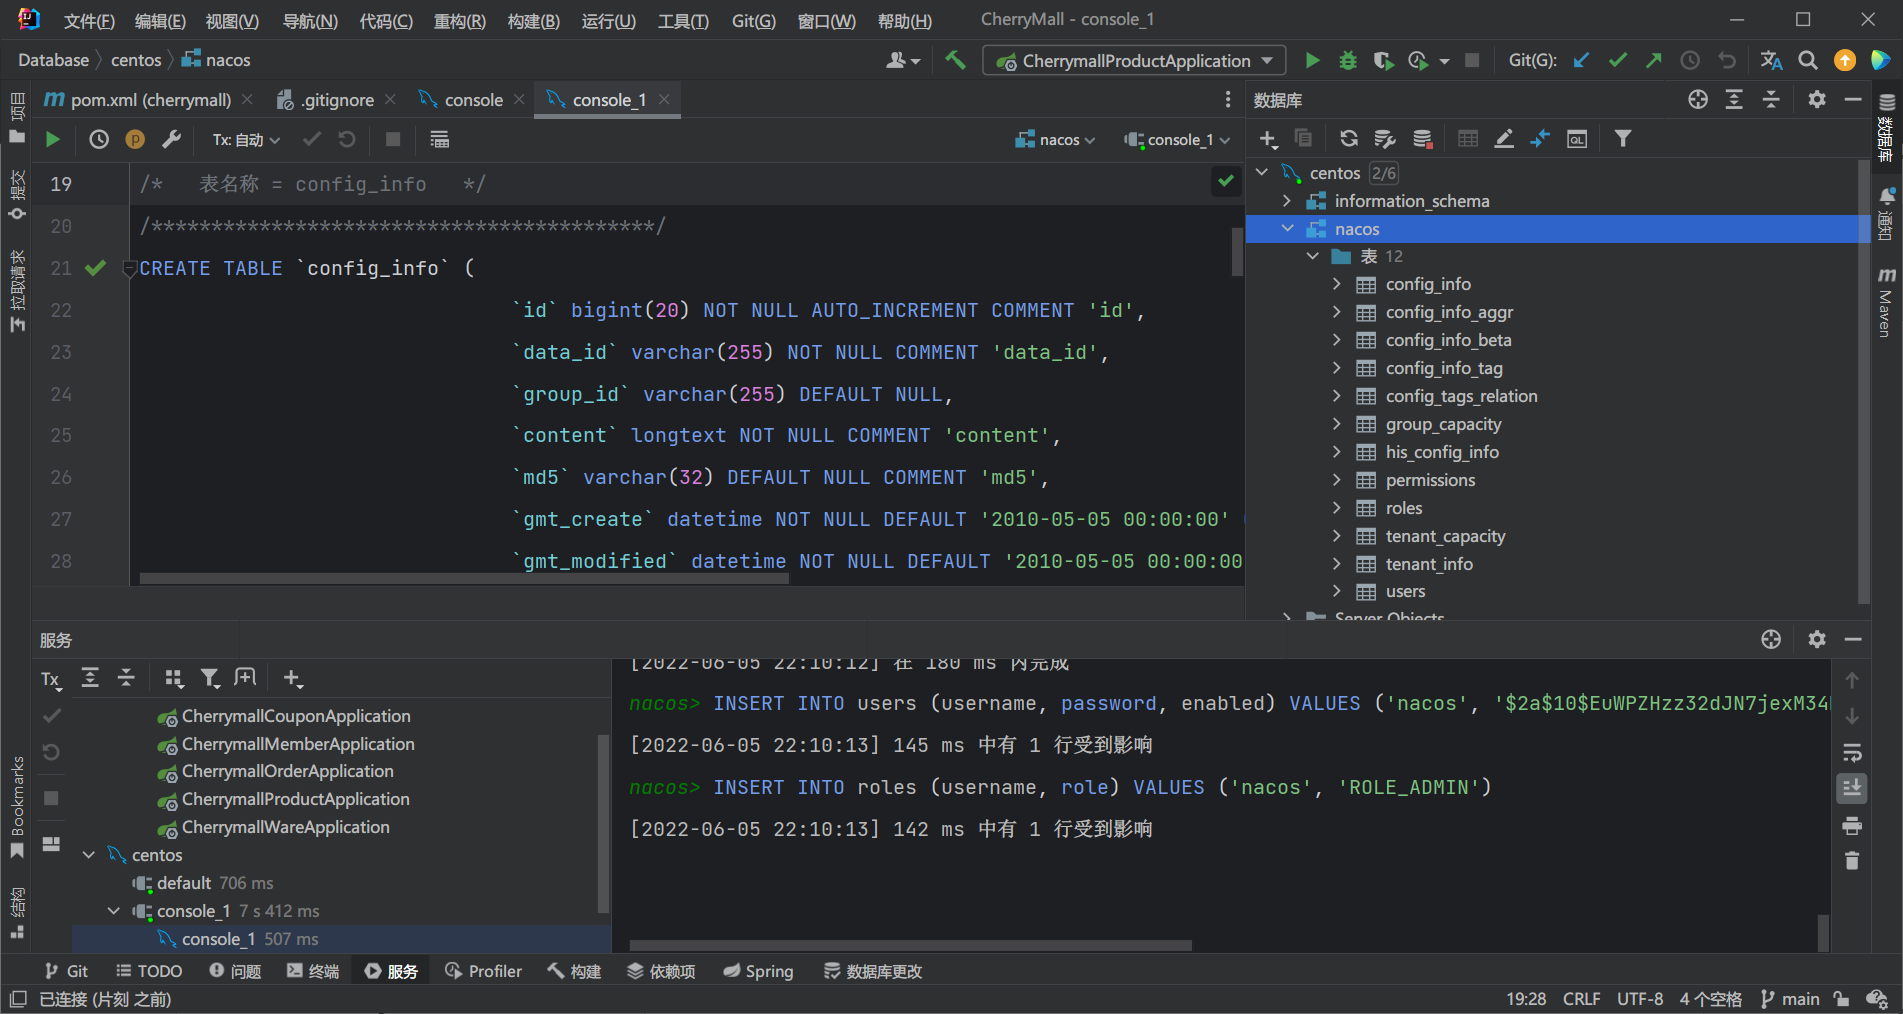 文件(F) 编辑(E) 视图(V) 导航(N) 代码(C) 重构(R) 构建(B) 运行(U) 工具(T) Git(G) 窗口(W) 帮助(H) CherryMall - console_1
Database centos nacos CherrymallProductApplication Git(G):
pom.xml (cherrymall) .gitignore console console_1
Tx: 自动 nacos console_1
19 /* 表名称 = config_info */
20 /******************************************/
21 CREATE TABLE `config_info` (
22 `id` bigint(20) NOT NULL AUTO_INCREMENT COMMENT 'id',
23 `data_id` varchar(255) NOT NULL COMMENT 'data_id',
24 `group_id` varchar(255) DEFAULT NULL,
25 `content` longtext NOT NULL COMMENT 'content',
26 `md5` varchar(32) DEFAULT NULL COMMENT 'md5',
27 `gmt_create` datetime NOT NULL DEFAULT '2010-05-05 00:00:00'
28 `gmt_modified` datetime NOT NULL DEFAULT '2010-05-05 00:00:00
数据库
centos 2/6
information_schema
nacos
表 12
config_info
config_info_aggr
config_info_beta
config_info_tag
config_tags_relation
group_capacity
his_config_info
permissions
roles
tenant_capacity
tenant_info
users
Server Objects
项目
提交
拉取请求
Bookmarks
结构
数据库
通知
Maven
服务
Tx
CherrymallCouponApplication
CherrymallMemberApplication
CherrymallOrderApplication
CherrymallProductApplication
CherrymallWareApplication
centos
default 706 ms
console_1 7 s 412 ms
console_1 507 ms
[2022-06-05 22:10:12] 在 180 ms 内完成
nacos> INSERT INTO users (username, password, enabled) VALUES ('nacos', '$2a$10$EuWPZHzz32dJN7jexM34
[2022-06-05 22:10:13] 145 ms 中有 1 行受到影响
nacos> INSERT INTO roles (username, role) VALUES ('nacos', 'ROLE_ADMIN')
[2022-06-05 22:10:13] 142 ms 中有 1 行受到影响
Git TODO 问题 终端 服务 Profiler 构建 依赖项 Spring 数据库更改
已连接 (片刻 之前) 19:28 CRLF UTF-8 4 个空格 main